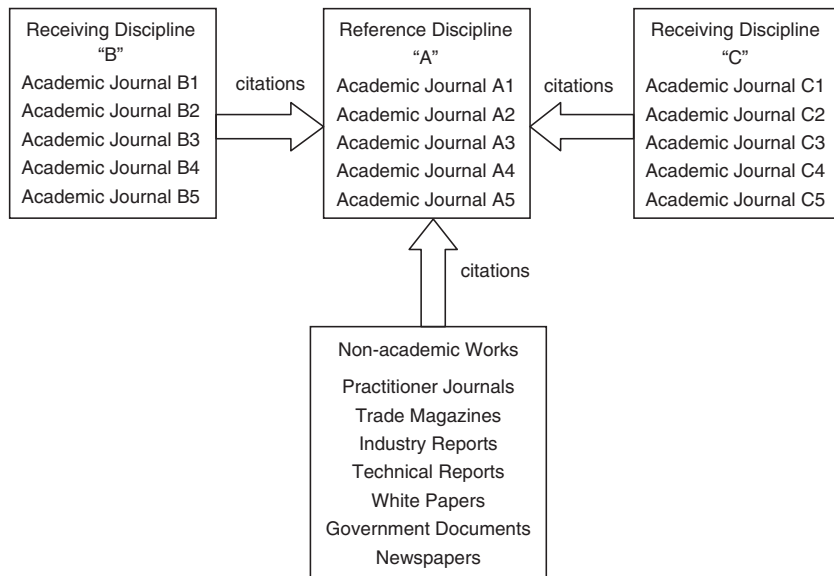 Receiving Discipline
“B”
Academic Journal B1
Academic Journal B2
Academic Journal B3
Academic Journal B4
Academic Journal B5
citations
Reference Discipline
“A”
Academic Journal A1
Academic Journal A2
Academic Journal A3
Academic Journal A4
Academic Journal A5
citations
Receiving Discipline
“C”
Academic Journal C1
Academic Journal C2
Academic Journal C3
Academic Journal C4
Academic Journal C5
citations
Non-academic Works
Practitioner Journals
Trade Magazines
Industry Reports
Technical Reports
White Papers
Government Documents
Newspapers